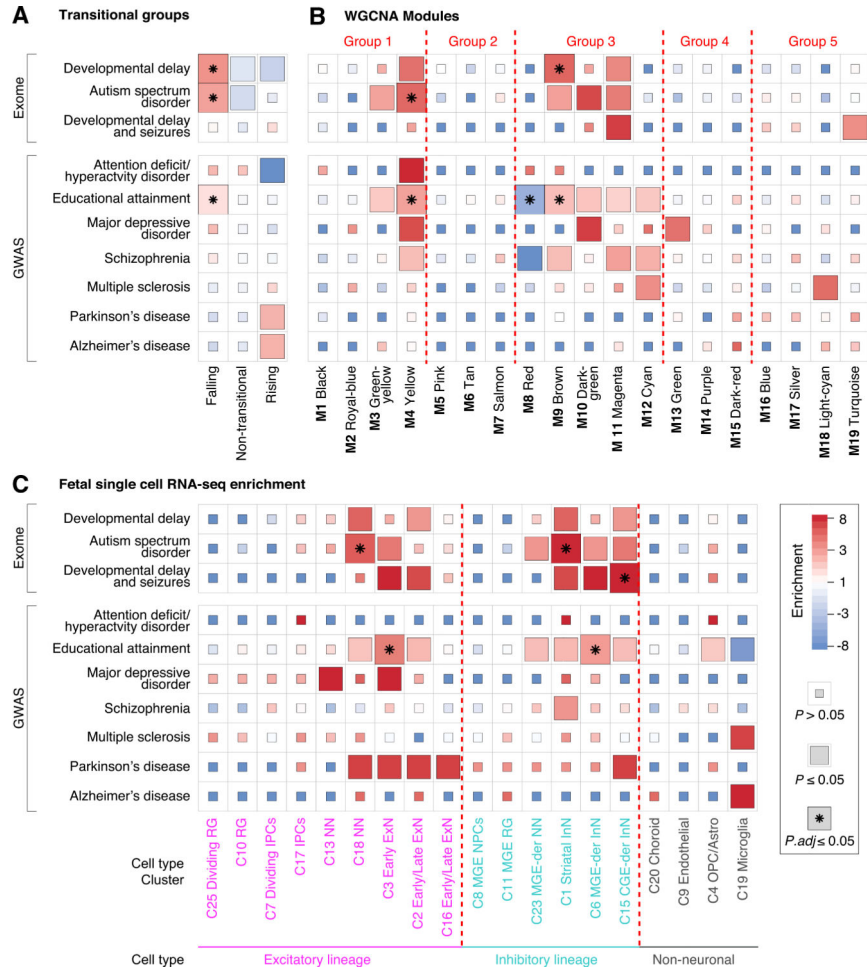 A Transitional groups
B WGCNA Modules
Group 1 Group 2 Group 3 Group 4 Group 5
Exome
Developmental delay
Autism spectrum
disorder
Developmental delay
and seizures
GWAS
Attention deficit/
hyperactvity disorder
Educational attainment
Major depressive
disorder
Schizophrenia
Multiple sclerosis
Parkinson's disease
Alzheimer's disease
Falling
Non-transitional
Rising
M1 Black
M2 Royal-blue
M3 Green-
yellow
M4 Yellow
M5 Pink
M6 Tan
M7 Salmon
M8 Red
M9 Brown
M10 Dark-
green
M 11 Magenta
M12 Cyan
M13 Green
M14 Purple
M15 Dark-red
M16 Blue
M17 Silver
M18 Light-cyan
M19 Turquoise
C Fetal single cell RNA-seq enrichment
Exome
Developmental delay
Autism spectrum
disorder
Developmental delay
and seizures
GWAS
Attention deficit/
hyperactvity disorder
Educational attainment
Major depressive
disorder
Schizophrenia
Multiple sclerosis
Parkinson's disease
Alzheimer's disease
Cell type
Cluster
C25 Dividing RG
C10 RG
C7 Dividing IPCs
C17 IPCs
C13 NN
C18 NN
C3 Early ExN
C2 Early/Late ExN
C16 Early/Late ExN
C8 MGE NPCs
C11 MGE RG
C23 MGE-der NN
C1 Striatal InN
C6 MGE-der InN
C15 CGE-der InN
C20 Choroid
C9 Endothelial
C4 OPC/Astro
C19 Microglia
Cell type Excitatory lineage Inhibitory lineage Non-neuronal
Enrichment
8
3
1
-3
-8
P > 0.05
P ≤ 0.05
P.adj ≤ 0.05